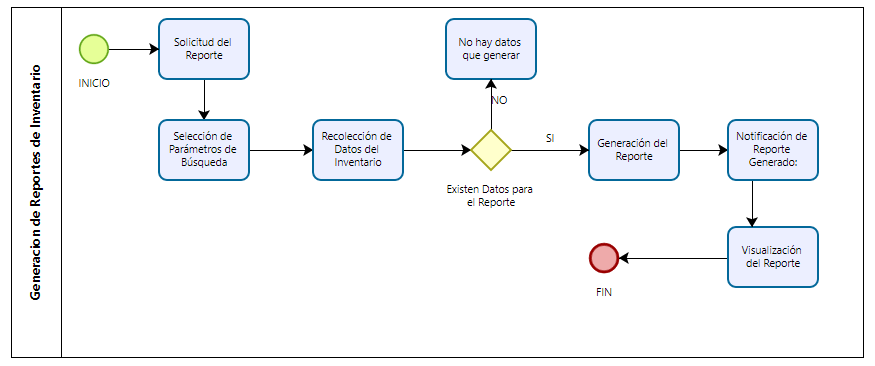 Generacion de Reportes de Inventario
INICIO
Solicitud del
Reporte
Selección de
Parámetros de
Búsqueda
Recolección de
Datos del
Inventario
No hay datos
que generar
NO
Existen Datos para
el Reporte
SI
Generación del
Reporte
Notificación de
Reporte
Generado:
Visualización
del Reporte
FIN